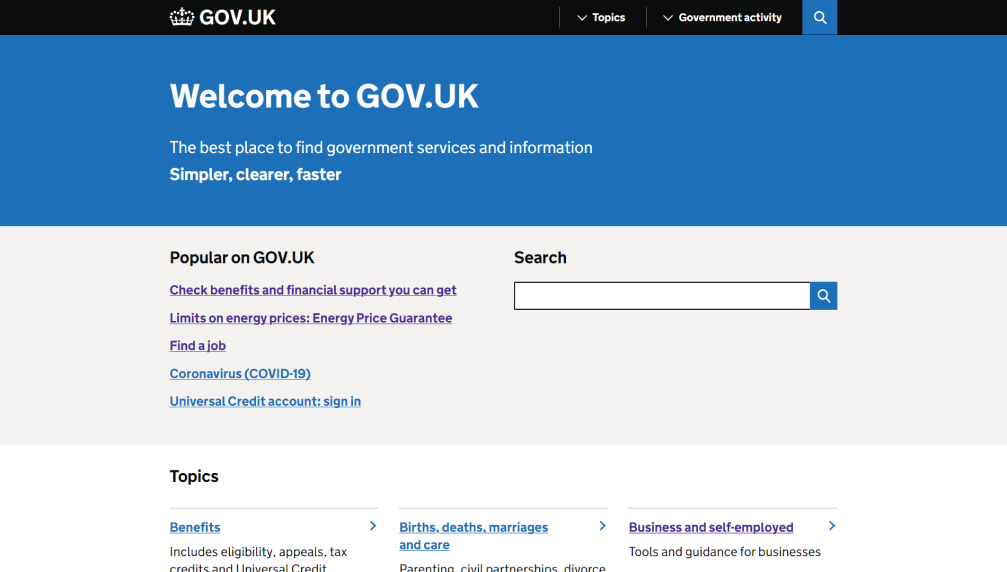 GOV.UK
Topics
Government activity
Welcome to GOV.UK
The best place to find government services and information
Simpler, clearer, faster
Popular on GOV.UK
Check benefits and financial support you can get
Limits on energy prices: Energy Price Guarantee
Find a job
Coronavirus (COVID-19)
Universal Credit account: sign in
Search
Topics
Benefits
Includes eligibility, appeals, tax
credits and Universal Credit
Births, deaths, marriages
and care
Parenting, civil partnerships, divorce
Business and self-employed
Tools and guidance for businesses